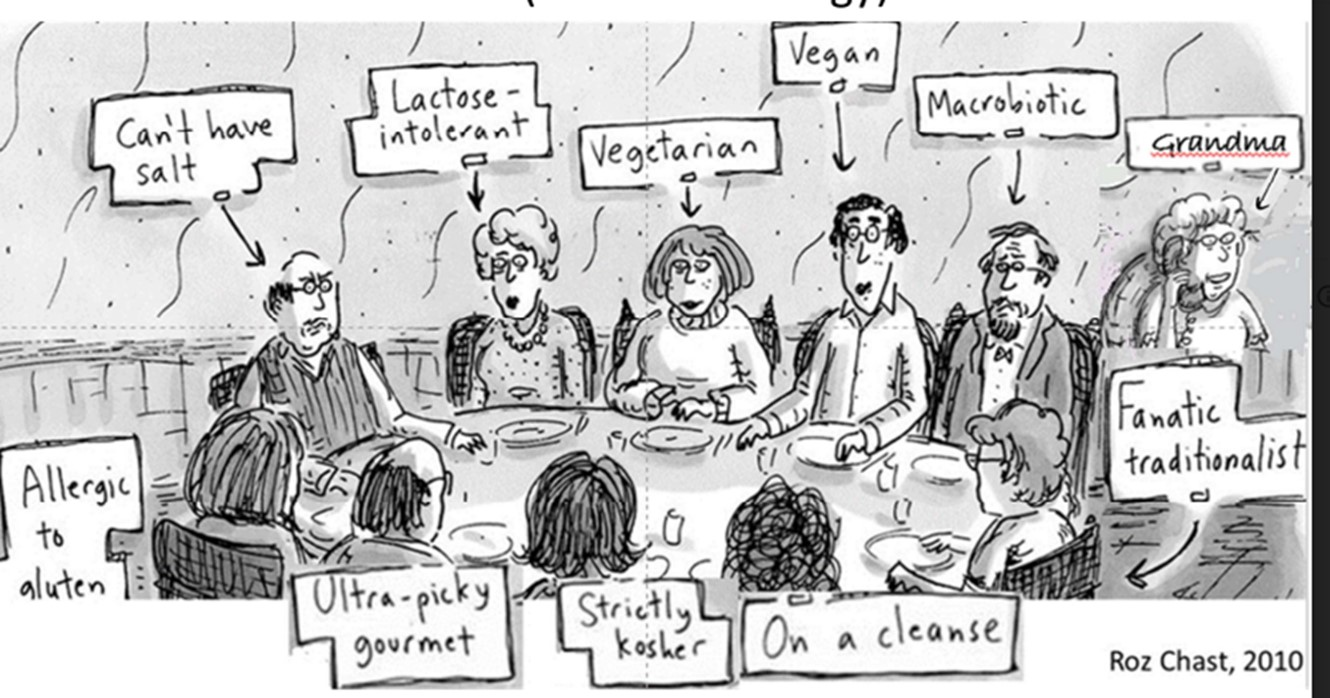 Vegan
Lactose-
intolerant
Macrobiotic
Can't have
salt
Vegetarian
Grandma
Fanatic
traditionalist
Allergic
to
gluten
Ultra-picky
gourmet
Strictly
kosher
On a cleanse
Roz Chast, 2010